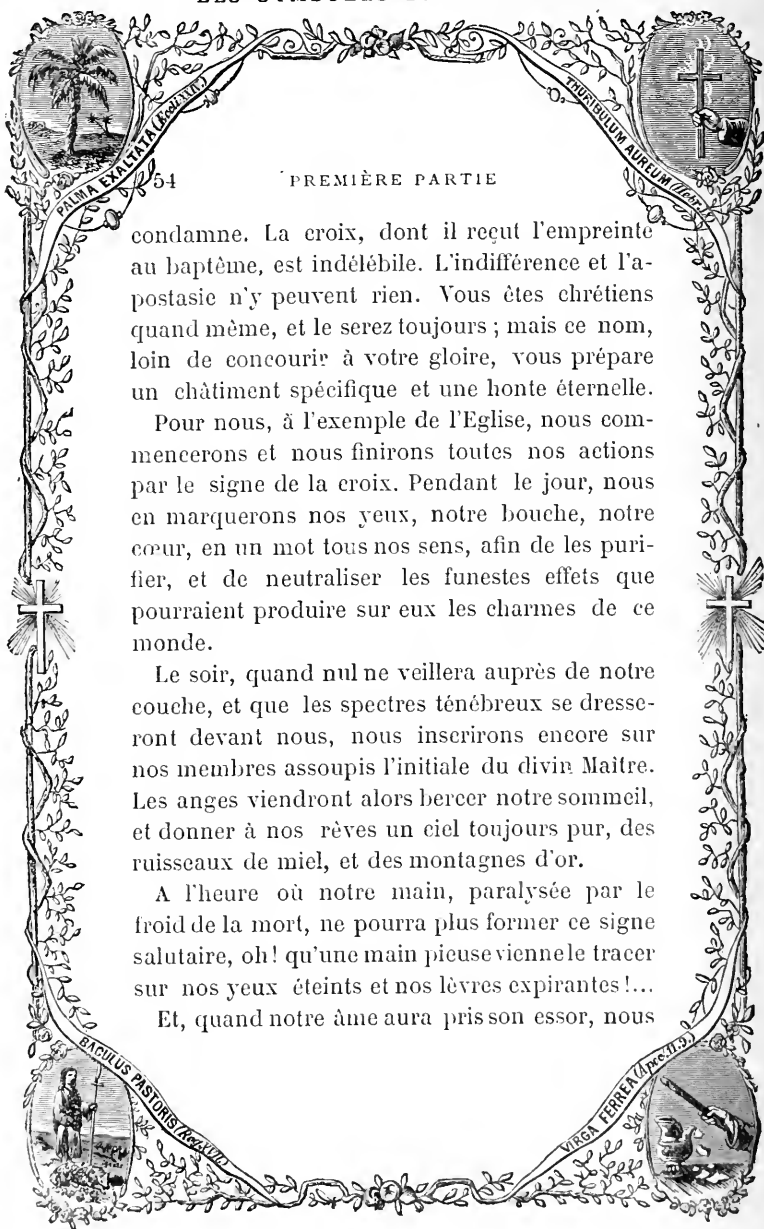 PALMA EXALTATA (Eccl. XXIV.)
THURIBULUM AUREUM
54 PREMIÈRE PARTIE
condamne. La croix, dont il reçut l'empreinte
au baptême, est indélébile. L'indifférence et l'a-
postasie n'y peuvent rien. Vous êtes chrétiens
quand même, et le serez toujours ; mais ce nom,
loin de concourir à votre gloire, vous prépare
un châtiment spécifique et une honte éternelle.
Pour nous, à l'exemple de l'Eglise, nous com-
mencerons et nous finirons toutes nos actions
par le signe de la croix. Pendant le jour, nous
en marquerons nos yeux, notre bouche, notre
cœur, en un mot tous nos sens, afin de les puri-
fier, et de neutraliser les funestes effets que
pourraient produire sur eux les charmes de ce
monde.
Le soir, quand nul ne veillera auprès de notre
couche, et que les spectres ténébreux se dresse-
ront devant nous, nous inscrirons encore sur
nos membres assoupis l'initiale du divin Maître.
Les anges viendront alors bercer notre sommeil,
et donner à nos rêves un ciel toujours pur, des
ruisseaux de miel, et des montagnes d'or.
A l'heure où notre main, paralysée par le
froid de la mort, ne pourra plus former ce signe
salutaire, oh! qu'une main pieuse vienne le tracer
sur nos yeux éteints et nos lèvres expirantes !...
Et, quand notre âme aura pris son essor, nous
BACULUS PASTORIS
VIRGA FERREA